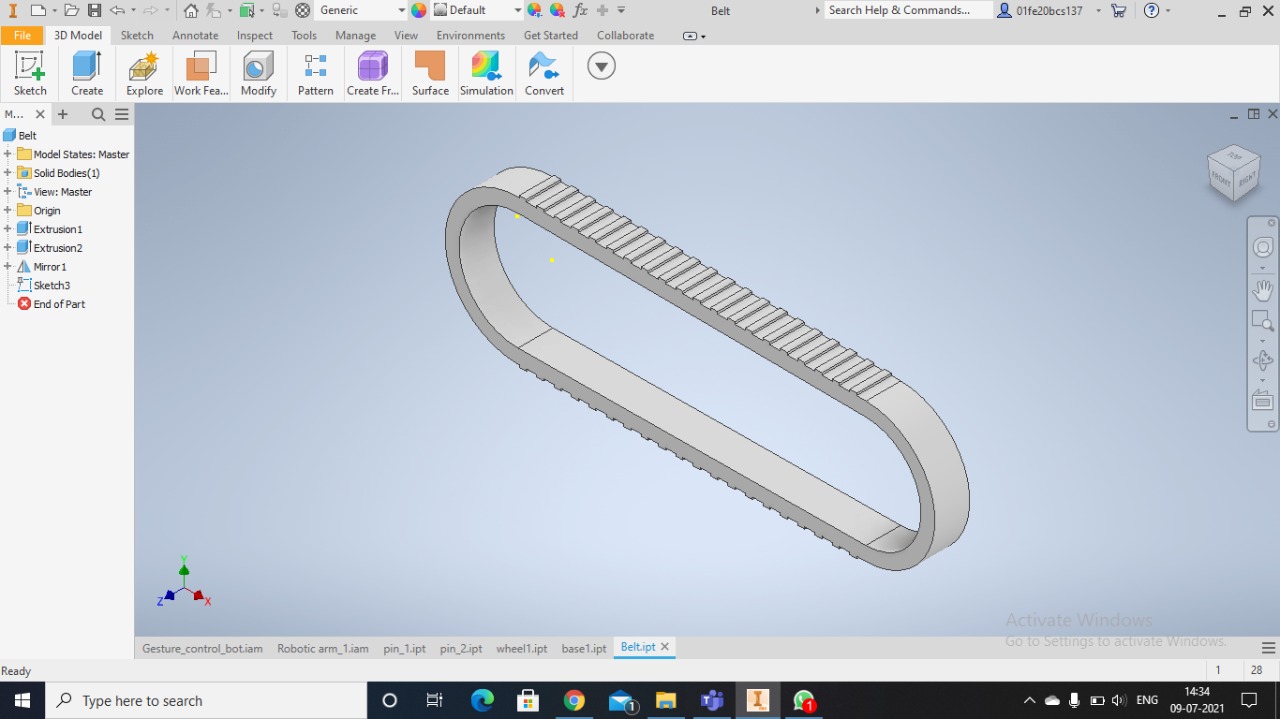 Generic
Default
fx
Belt
Search Help & Commands...
01fe20bcs137
File 3D Model Sketch Annotate Inspect Tools Manage View Environments Get Started Collaborate
Sketch Create Explore Work Fea... Modify Pattern Create Fr... Surface Simulation Convert
M...
Belt
Model States: Master
Solid Bodies(1)
View: Master
Origin
Extrusion1
Extrusion2
Mirror1
Sketch3
End of Part
TOP
FRONT RIGHT
Y
Z X
Activate Windows
Go to Settings to activate Windows.
Gesture_control_bot.iam Robotic arm_1.iam pin_1.ipt pin_2.ipt wheel1.ipt base1.ipt Belt.ipt
Ready
1 28
Type here to search
1
1
ENG
14:34
09-07-2021